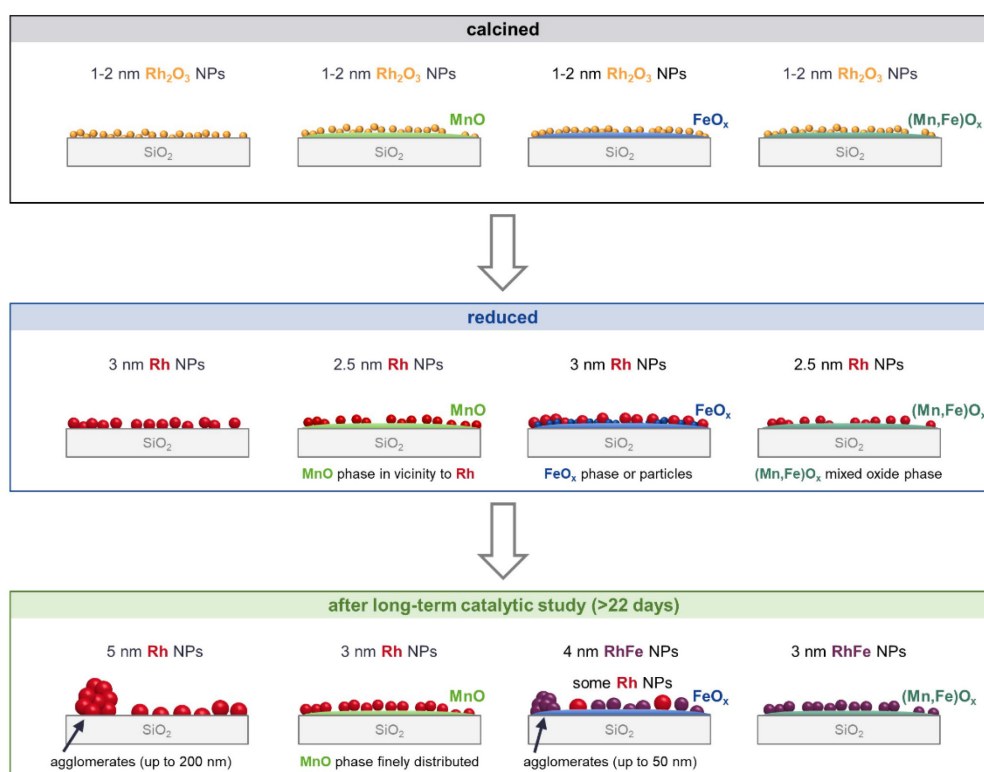 calcined
1-2 nm Rh₂O₃ NPs
1-2 nm Rh₂O₃ NPs
1-2 nm Rh₂O₃ NPs
1-2 nm Rh₂O₃ NPs
MnO
FeOₓ
(Mn,Fe)Oₓ
SiO₂
SiO₂
SiO₂
SiO₂
reduced
3 nm Rh NPs
2.5 nm Rh NPs
3 nm Rh NPs
2.5 nm Rh NPs
MnO
FeOₓ
(Mn,Fe)Oₓ
SiO₂
SiO₂
SiO₂
SiO₂
MnO phase in vicinity to Rh
FeOₓ phase or particles
(Mn,Fe)Oₓ mixed oxide phase
after long-term catalytic study (>22 days)
5 nm Rh NPs
3 nm Rh NPs
4 nm RhFe NPs
3 nm RhFe NPs
some Rh NPs
MnO
FeOₓ
(Mn,Fe)Oₓ
SiO₂
SiO₂
SiO₂
SiO₂
agglomerates (up to 200 nm)
MnO phase finely distributed
agglomerates (up to 50 nm)